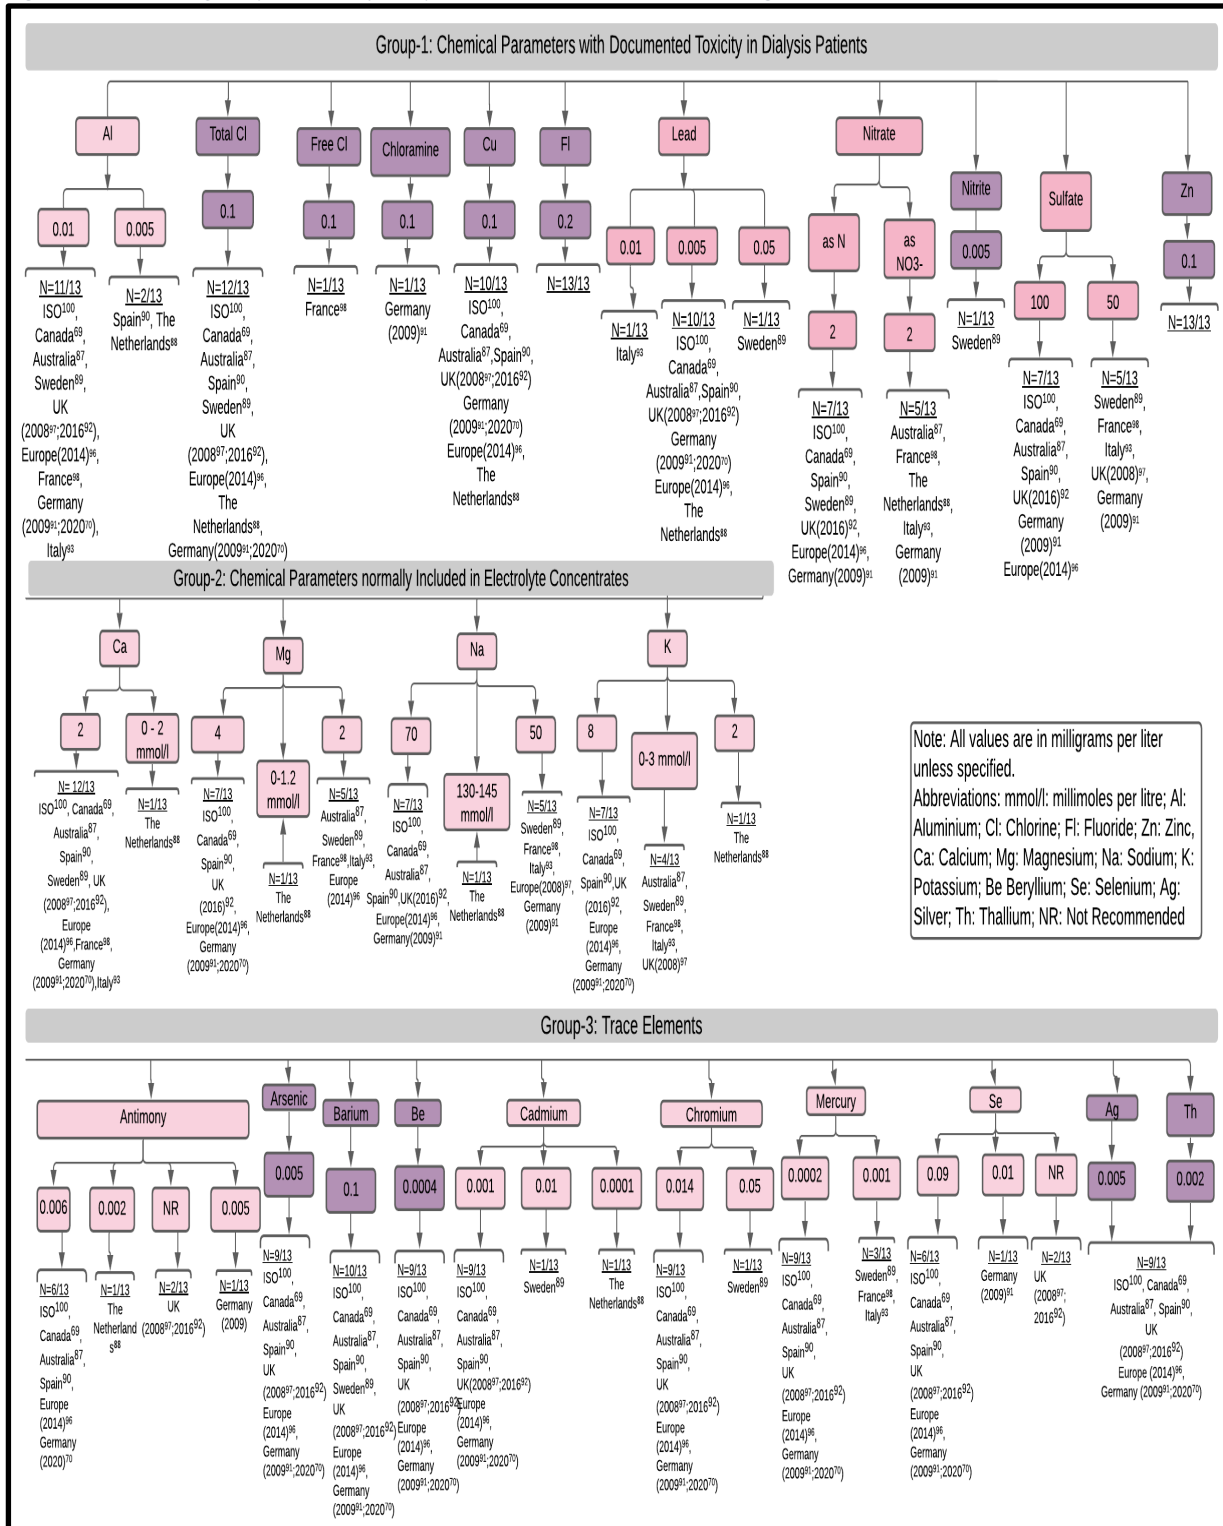 Group-1: Chemical Parameters with Documented Toxicity in Dialysis Patients
Al
0.01
N=11/13
ISO100,
Canada69,
Australia87,
Sweden89,
UK
(200897;201692),
Europe(2014)96,
France98,
Germany
(200991;202070),
Italy93
0.005
N=2/13
Spain90, The
Netherlands88
Total Cl
0.1
N=12/13
ISO100,
Canada69,
Australia87,
Spain90,
Sweden89,
UK
(200897;201692),
Europe(2014)96,
The
Netherlands88,
Germany(200991;202070)
Free Cl
0.1
N=1/13
France98
Chloramine
0.1
N=1/13
Germany
(2009)91
Cu
0.1
N=10/13
ISO100,
Canada69,
Australia87,Spain90,
UK(200897;201692)
Germany
(200991;202070)
Europe(2014)96,
The
Netherlands88
Fl
0.2
N=13/13
Lead
0.01
N=1/13
Italy93
0.005
N=10/13
ISO100,
Canada69,
Australia87,Spain90,
UK(200897;201692)
Germany
(200991;202070)
Europe(2014)96,
The
Netherlands88
0.05
N=1/13
Sweden89
Nitrate
as N
2
N=7/13
ISO100,
Canada69,
Spain90,
Sweden89,
UK(2016)92,
Europe(2014)96,
Germany(2009)91
as
NO3-
2
N=5/13
Australia87,
France98,
The
Netherlands88,
Italy93,
Germany
(2009)91
Nitrite
0.005
N=1/13
Sweden89
Sulfate
100
N=7/13
ISO100,
Canada69,
Australia87,
Spain90,
UK(2016)92
Germany
(2009)91
Europe(2014)96
50
N=5/13
Sweden89,
France98,
Italy93,
UK(2008)97,
Germany
(2009)91
Zn
0.1
N=13/13
Group-2: Chemical Parameters normally Included in Electrolyte Concentrates
Ca
2
N= 12/13
ISO100, Canada69,
Australia87,
Spain90,
Sweden89, UK
(200897;201692),
Europe
(2014)96,France98,
Germany
(200991;202070),Italy93
0 - 2
mmol/l
N=1/13
The
Netherlands88
Mg
4
N=7/13
ISO100,
Canada69,
Spain90,
UK
(2016)92,
Europe(2014)96,
Germany
(200991;202070)
0-1.2
mmol/l
N=1/13
The
Netherlands88
2
N=5/13
Australia87,
Sweden89,
France98,Italy93,
Europe
(2014)96
Na
70
N=7/13
ISO100,
Canada69,
Australia87,
Spain90,UK(2016)92,
Europe(2014)96,
Germany(2009)91
130-145
mmol/l
N=1/13
The
Netherlands88
50
N=5/13
Sweden89,
France98,
Italy93,
Europe(2008)97,
Germany
(2009)91
K
8
N=7/13
ISO100,
Canada69,
Spain90,UK
(2016)92,
Europe
(2014)96,
Germany
(200991;202070)
0-3 mmol/l
N=4/13
Australia87,
Sweden89,
France98,
Italy93,
UK(2008)97
2
N=1/13
The
Netherlands88
Note: All values are in milligrams per liter
unless specified.
Abbreviations: mmol/l: millimoles per litre; Al:
Aluminium; Cl: Chlorine; Fl: Fluoride; Zn: Zinc,
Ca: Calcium; Mg: Magnesium; Na: Sodium; K:
Potassium; Be Beryllium; Se: Selenium; Ag:
Silver; Th: Thallium; NR: Not Recommended
Group-3: Trace Elements
Antimony
0.006
N=6/13
ISO100,
Canada69,
Australia87,
Spain90,
Europe
(2014)96
Germany
(2020)70
0.002
N=1/13
The
Netherland
s88
NR
N=2/13
UK
(200897;201692)
0.005
N=1/13
Germany
(2009)
Arsenic
0.005
N=9/13
ISO100,
Canada69,
Australia87,
Spain90,
UK
(200897;201692)
Europe
(2014)96,
Germany
(200991;202070)
Barium
0.1
N=10/13
ISO100,
Canada69,
Australia87,
Spain90,
Sweden89,
UK
(200897;201692)
Europe
(2014)96,
Germany
(200991;202070)
Be
0.0004
N=9/13
ISO100,
Canada69,
Australia87,
Spain90,
UK
(200897;201692)
Europe
(2014)96,
Germany
(200991;202070)
Cadmium
0.001
N=9/13
ISO100,
Canada69,
Australia87,
Spain90,
UK(200897;201692)
Europe
(2014)96,
Germany
(200991;202070)
0.01
N=1/13
Sweden89
0.0001
N=1/13
The
Netherlands88
Chromium
0.014
N=9/13
ISO100,
Canada69,
Australia87,
Spain90,
UK
(200897;201692)
Europe
(2014)96,
Germany
(200991;202070)
0.05
N=1/13
Sweden89
Mercury
0.0002
N=9/13
ISO100,
Canada69,
Australia87,
Spain90,
UK
(200897;201692)
Europe
(2014)96,
Germany
(200991;202070)
0.001
N=3/13
Sweden89,
France98,
Italy93
Se
0.09
N=6/13
ISO100,
Canada69,
Australia87,
Spain90,
UK
(200897;201692)
Europe
(2014)96,
Germany
(200991;202070)
0.01
N=1/13
Germany
(2009)91
NR
N=2/13
UK
(200897;
201692)
Ag
0.005
Th
0.002
N=9/13
ISO100, Canada69,
Australia87, Spain90,
UK
(200897;201692)
Europe (2014)96,
Germany (200991;202070)